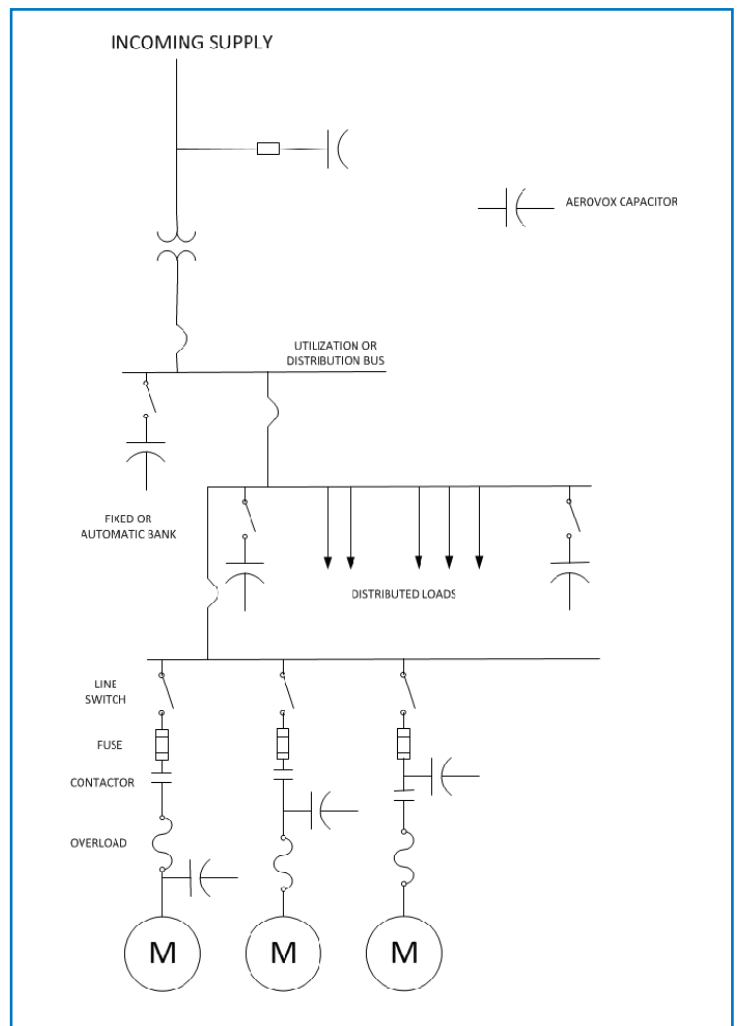 INCOMING SUPPLY
AEROVOX CAPACITOR
UTILIZATION OR
DISTRIBUTION BUS
FIXED OR
AUTOMATIC BANK
DISTRIBUTED LOADS
LINE
SWITCH
FUSE
CONTACTOR
OVERLOAD
M
M
M